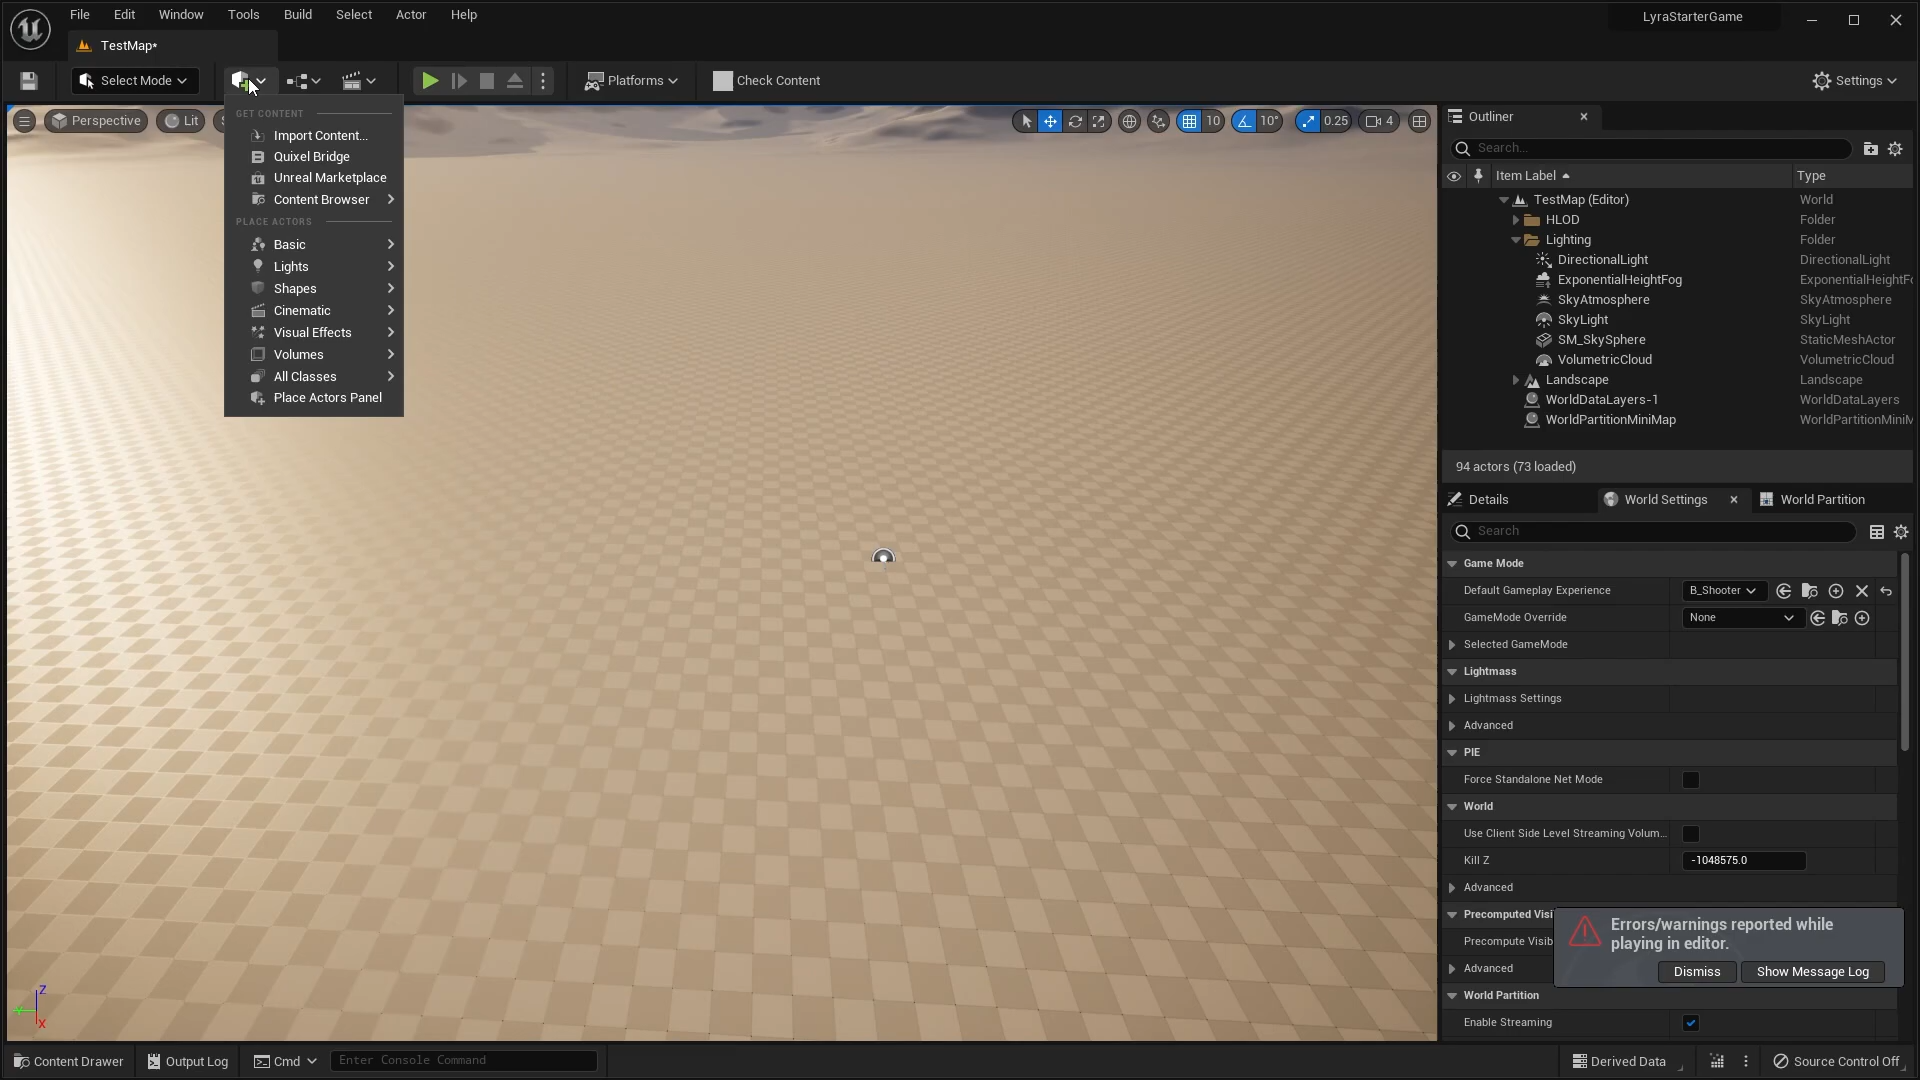 File Edit Window Tools Build Select Actor Help
LyraStarterGame
TestMap*
Select Mode
Platforms
Check Content
Settings
Perspective
Lit
10
10°
0.25
4
GET CONTENT
Import Content...
Quixel Bridge
Unreal Marketplace
Content Browser
PLACE ACTORS
Basic
Lights
Shapes
Cinematic
Visual Effects
Volumes
All Classes
Place Actors Panel
Z
X
Outliner
Search...
Item Label Type
TestMap (Editor) World
HLOD Folder
Lighting Folder
DirectionalLight DirectionalLight
ExponentialHeightFog ExponentialHeightFo
SkyAtmosphere SkyAtmosphere
SkyLight SkyLight
SM_SkySphere StaticMeshActor
VolumetricCloud VolumetricCloud
Landscape Landscape
WorldDataLayers-1 WorldDataLayers
WorldPartitionMiniMap WorldPartitionMiniM
94 actors (73 loaded)
Details World Settings World Partition
Search
Game Mode
Default Gameplay Experience B_Shooter
GameMode Override None
Selected GameMode
Lightmass
Lightmass Settings
Advanced
PIE
Force Standalone Net Mode
World
Use Client Side Level Streaming Volum...
Kill Z -1048575.0
Advanced
Precomputed Visi
Precompute Visib
Advanced
World Partition
Enable Streaming
Errors/warnings reported while
playing in editor.
Dismiss Show Message Log
Content Drawer Output Log Cmd Enter Console Command
Derived Data Source Control Off